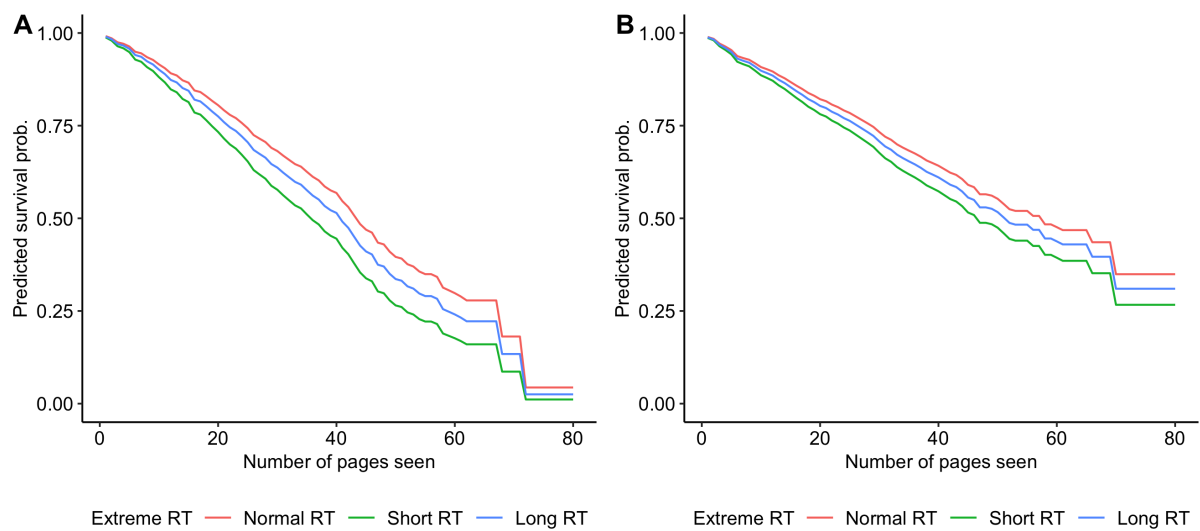 A
1.00
0.75
0.50
0.25
0.00
Predicted survival prob.
0 20 40 60 80
Number of pages seen
Extreme RT Normal RT Short RT Long RT
B
1.00
0.75
0.50
0.25
0.00
Predicted survival prob.
0 20 40 60 80
Number of pages seen
Extreme RT Normal RT Short RT Long RT